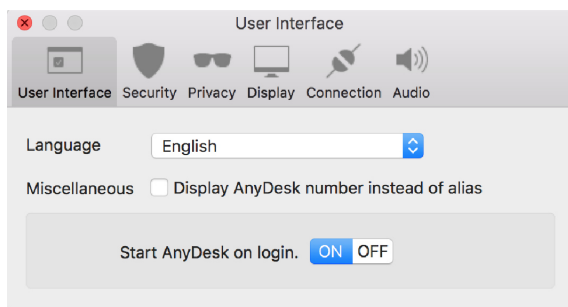 User Interface
User Interface Security Privacy Display Connection Audio
Language English
Miscellaneous Display AnyDesk number instead of alias
Start AnyDesk on login. ON OFF